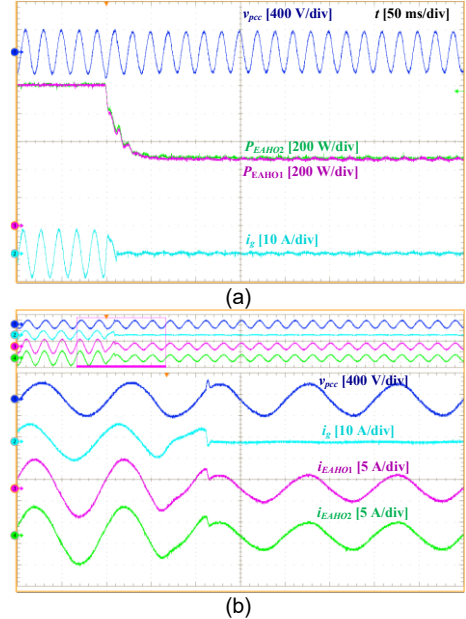 v_pcc [400 V/div] t [50 ms/div]
P_EAHO2 [200 W/div]
P_EAHO1 [200 W/div]
i_g [10 A/div]
(a)
v_pcc [400 V/div]
i_g [10 A/div]
i_EAHO1 [5 A/div]
i_EAHO2 [5 A/div]
(b)